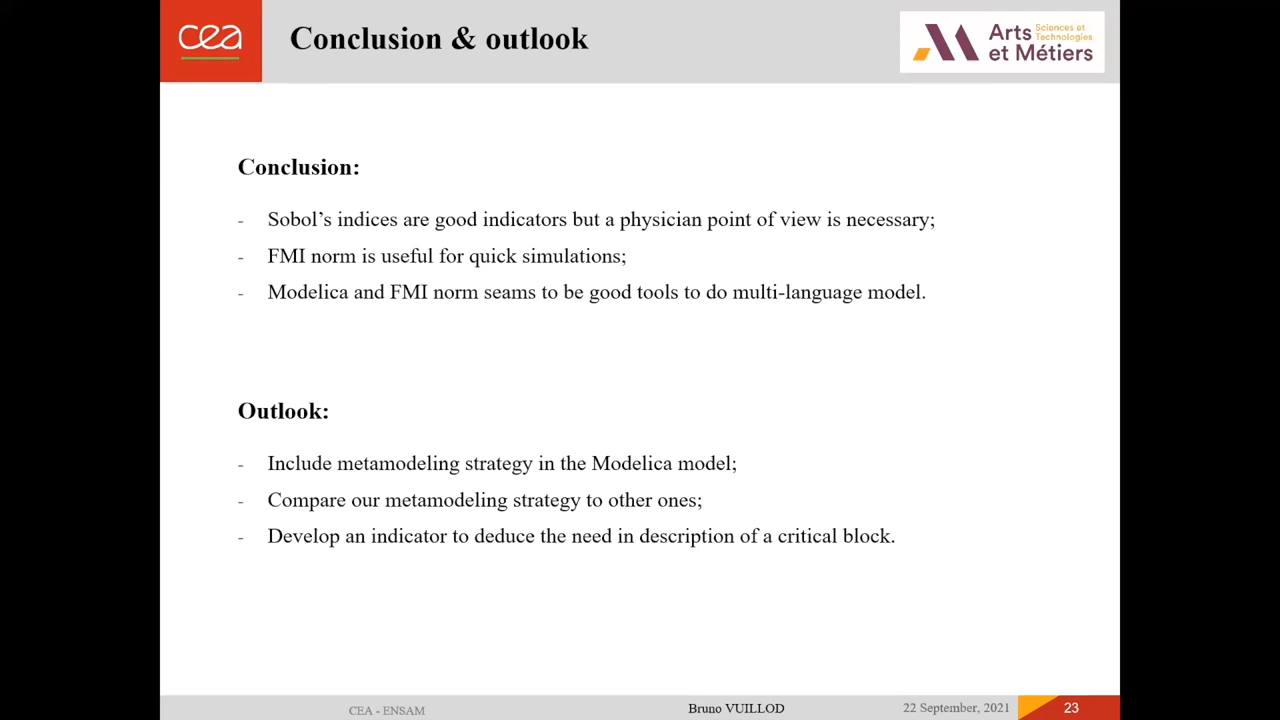 cea
Conclusion & outlook
Arts
et Métiers
Sciences et
Technologies
Conclusion:
- Sobol’s indices are good indicators but a physician point of view is necessary;
- FMI norm is useful for quick simulations;
- Modelica and FMI norm seams to be good tools to do multi-language model.
Outlook:
- Include metamodeling strategy in the Modelica model;
- Compare our metamodeling strategy to other ones;
- Develop an indicator to deduce the need in description of a critical block.
CEA - ENSAM
Bruno VUILLOD
22 September, 2021
23